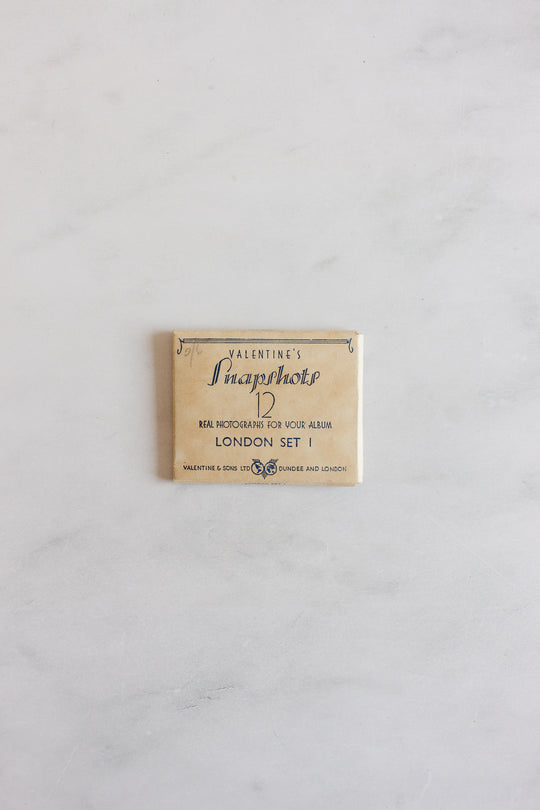 VALENTINE'S
Snapshots
12
REAL PHOTOGRAPHS FOR YOUR ALBUM
LONDON SET 1
VALENTINE & SONS LTD DUNDEE AND LONDON